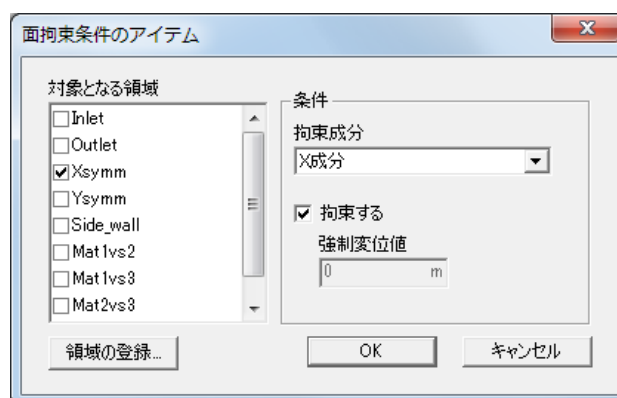 面拘束条件のアイテム
対象となる領域
Inlet
Outlet
Xsymm
Ysymm
Side_wall
Mat1vs2
Mat1vs3
Mat2vs3
領域の登録...
条件
拘束成分
X成分
拘束する
強制変位値
0 m
OK
キャンセル